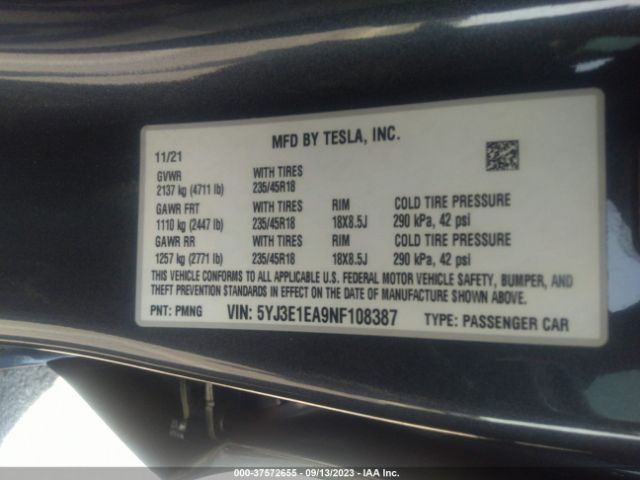 MFD BY TESLA, INC.
11/21
GVWR WITH TIRES
2137 kg (4711 lb) 235/45R18
GAWR FRT WITH TIRES RIM COLD TIRE PRESSURE
1110 kg (2447 lb) 235/45R18 18X8.5J 290 kPa, 42 psi
GAWR RR WITH TIRES RIM COLD TIRE PRESSURE
1257 kg (2771 lb) 235/45R18 18X8.5J 290 kPa, 42 psi
THIS VEHICLE CONFORMS TO ALL APPLICABLE U.S. FEDERAL MOTOR VEHICLE SAFETY, BUMPER, AND
THEFT PREVENTION STANDARDS IN EFFECT ON THE DATE OF MANUFACTURE SHOWN ABOVE.
PNT: PMNG VIN: 5YJ3E1EA9NF108387 TYPE: PASSENGER CAR
000-37572655 - 09/13/2023 - IAA Inc.